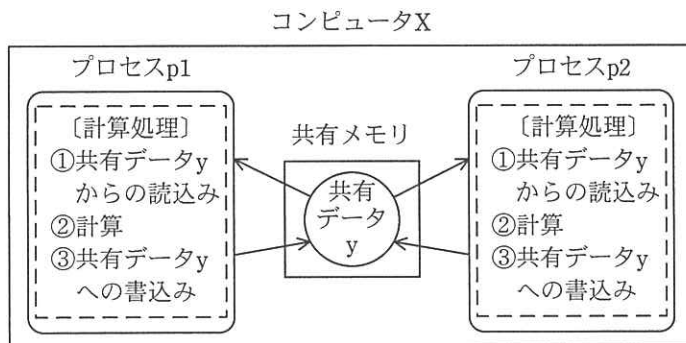 コンピュータX
プロセスp1
〔計算処理〕
①共有データy
からの読込み
②計算
③共有データy
への書込み
共有メモリ
共有
データ
y
プロセスp2
〔計算処理〕
①共有データy
からの読込み
②計算
③共有データy
への書込み